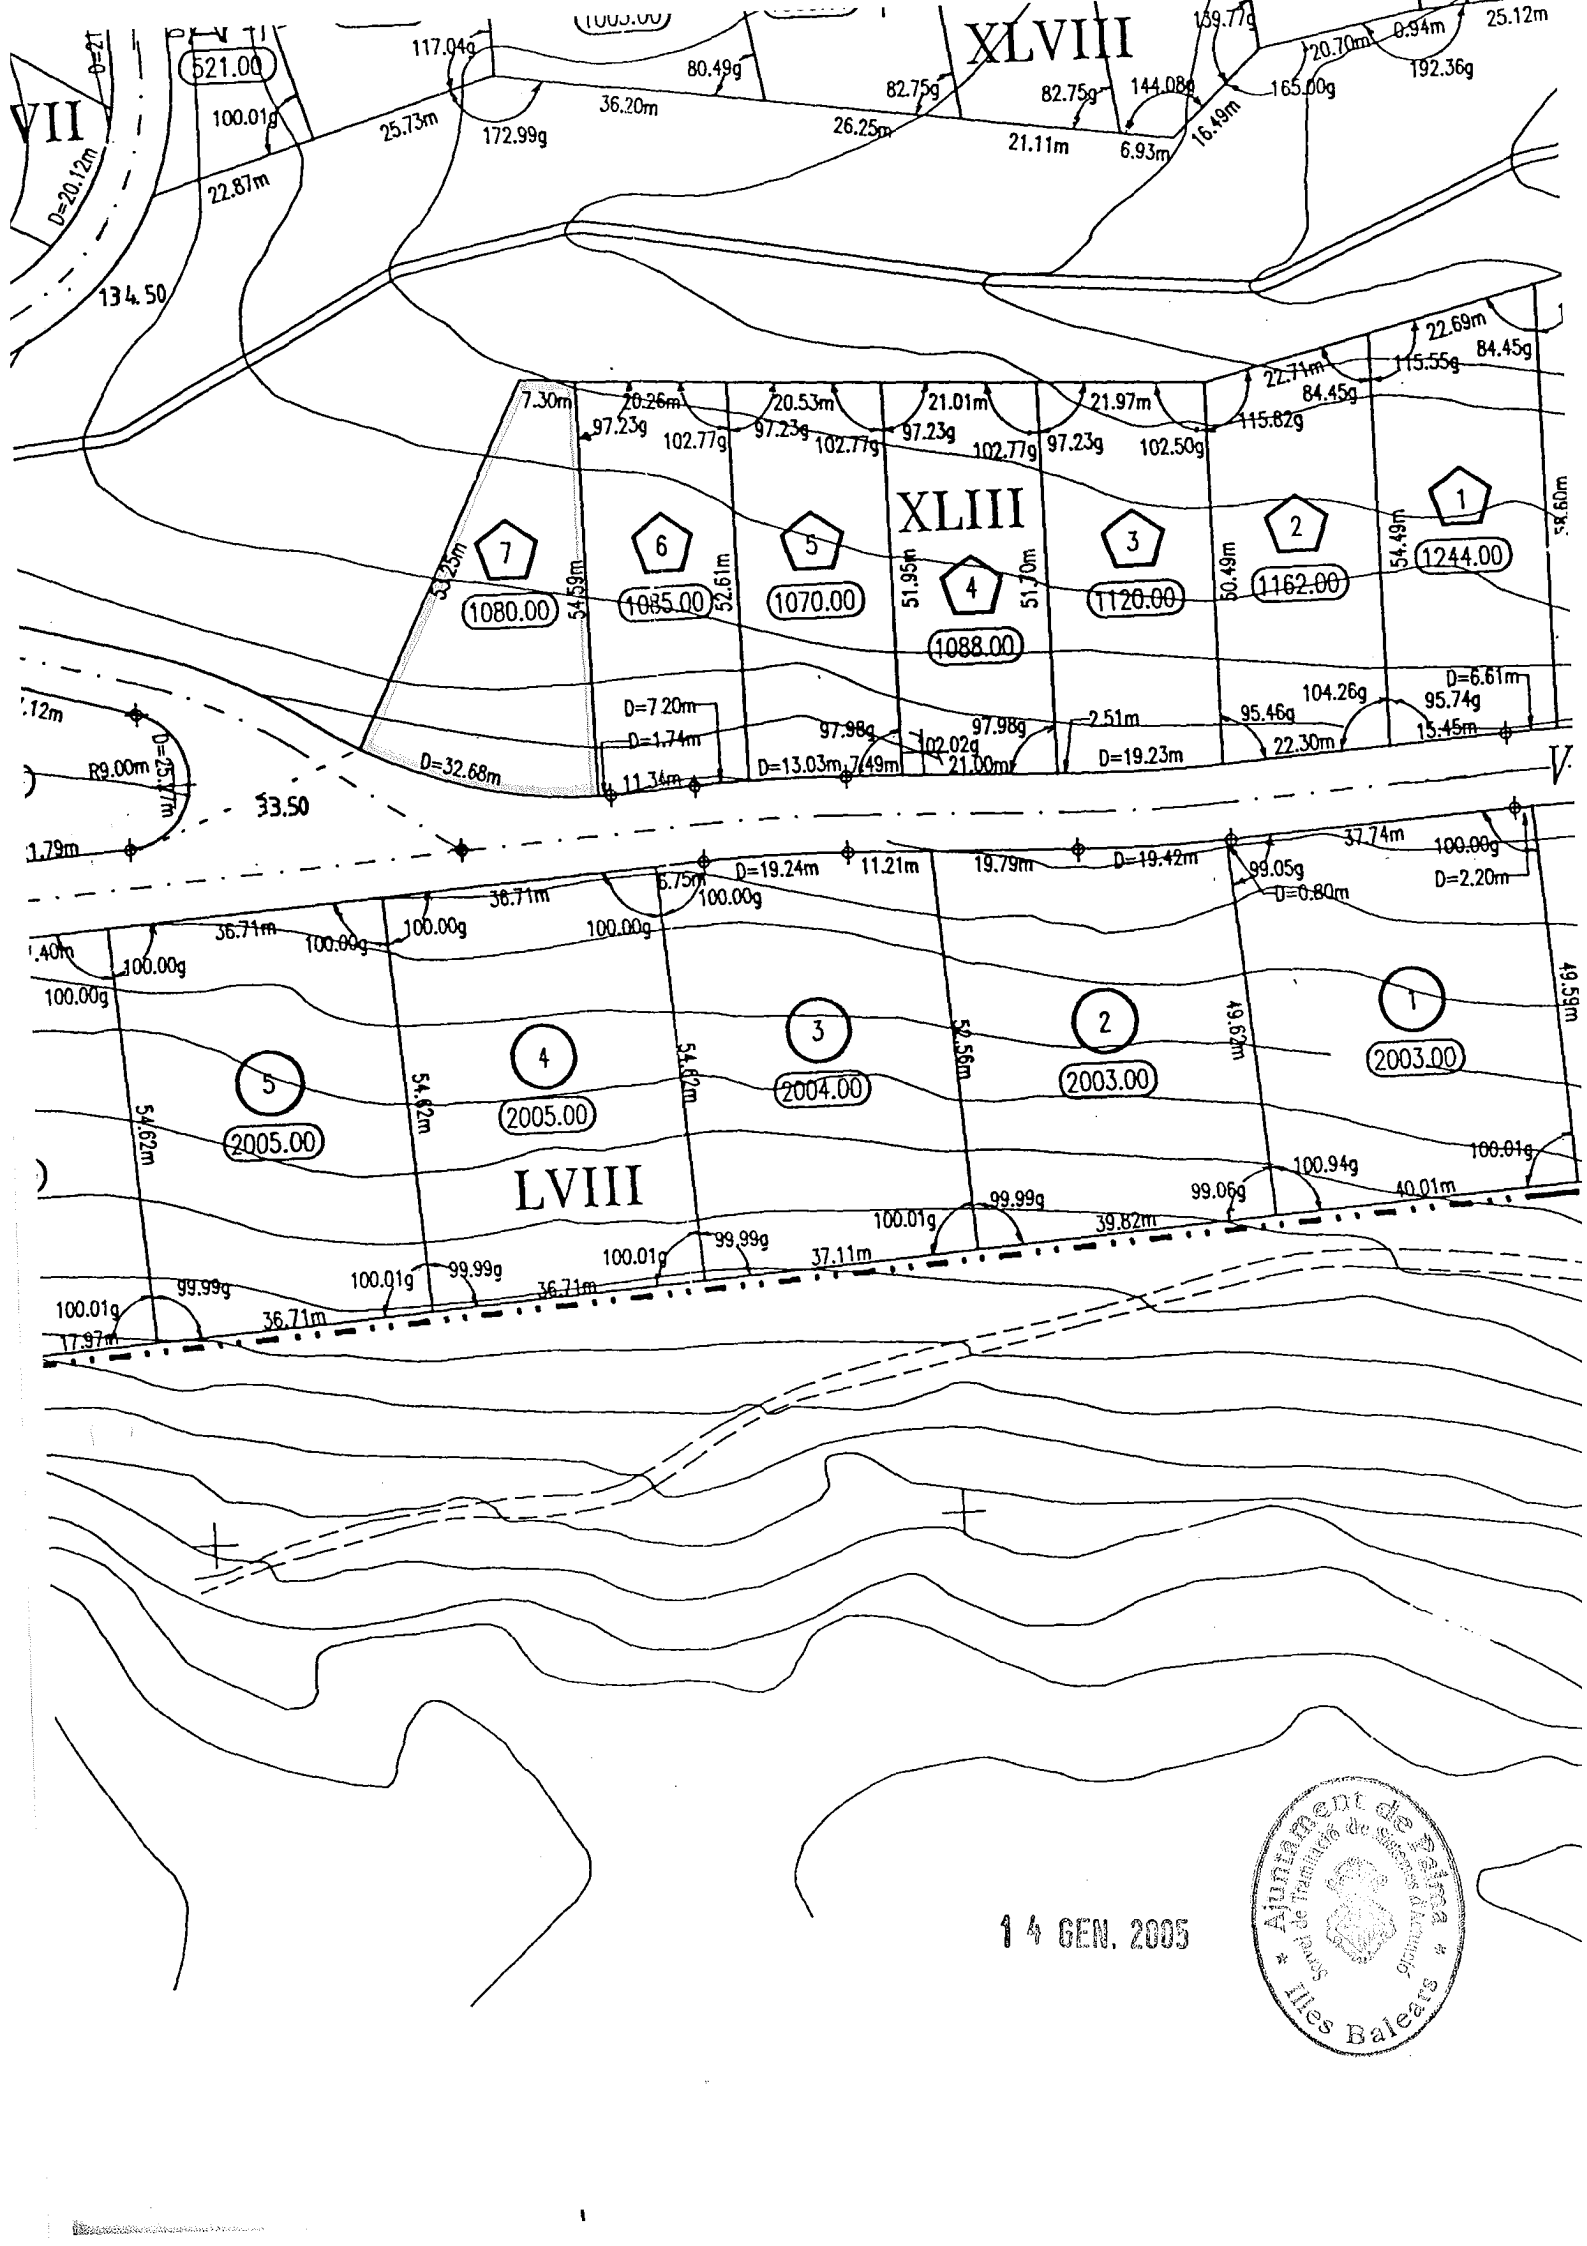 117.04g
80.49g
XLVIII
139.77g
20.70m
0.94m
25.12m
192.36g
165.00g
144.08g
82.75g
82.75g
521.00
100.01g
VII
25.73m
172.99g
36.20m
26.25m
21.11m
6.93m
16.49m
22.87m
D=20.12m
134.50
22.69m
84.45g
115.55g
22.71m
84.45g
115.82g
7.30m
20.26m
20.53m
21.01m
21.97m
97.23g
102.77g
97.23g
102.77g
97.23g
102.77g
97.23g
102.50g
XLIII
7
1080.00
6
1085.00
5
1070.00
4
1088.00
3
1120.00
2
1162.00
1
1244.00
53.25m
54.59m
52.61m
51.95m
51.70m
50.49m
54.49m
58.60m
D=7.20m
D=1.74m
11.34m
97.98g
102.02g
D=13.03m
7.49m
21.00m
97.98g
2.51m
D=19.23m
95.46g
22.30m
104.26g
D=6.61m
95.74g
15.45m
D=32.68m
R9.00m
33.50
V
6.75m
D=19.24m
11.21m
19.79m
D=19.42m
37.74m
100.00g
D=2.20m
99.05g
D=0.80m
36.71m
38.71m
100.00g
100.00g
100.00g
100.00g
100.00g
100.00g
5
2005.00
4
2005.00
3
2004.00
2
2003.00
1
2003.00
54.62m
54.62m
54.62m
52.56m
49.62m
49.59m
LVIII
100.01g
99.99g
100.01g
99.99g
100.01g
99.99g
100.01g
99.99g
99.06g
100.94g
100.01g
17.97m
36.71m
36.71m
37.11m
39.82m
40.01m
14 GEN. 2005
Ajuntament de Palma
Servei de Tramitació de Sistemes d'Actuació
Illes Balears